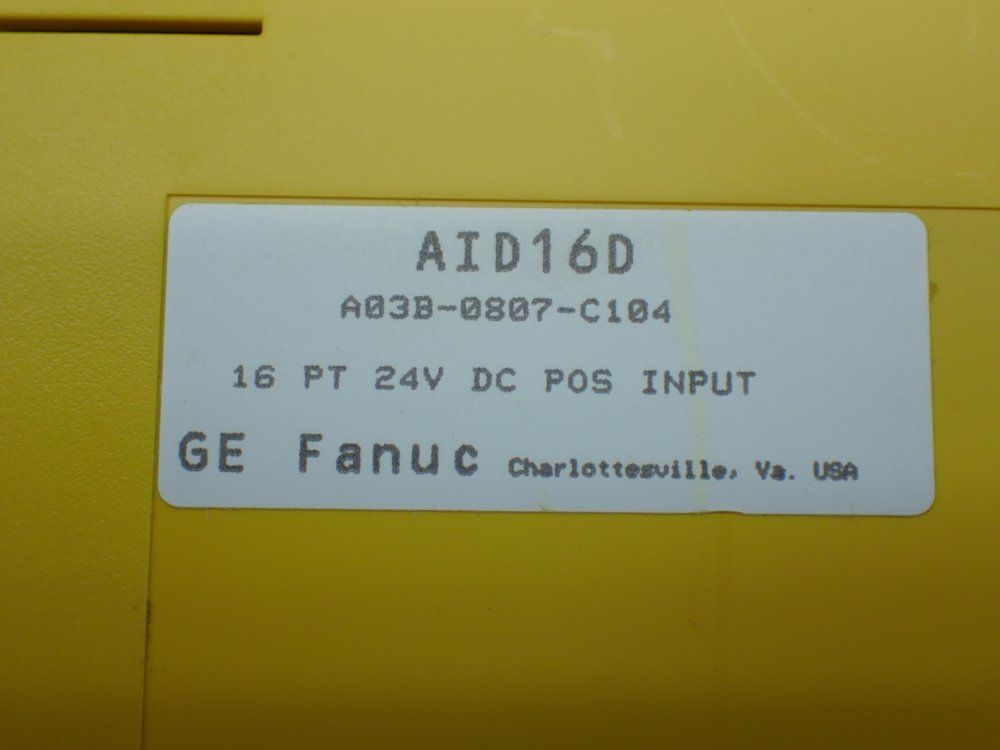 AID16D
A03B-0807-C104
16 PT 24V DC POS INPUT
GE Fanuc Charlottesville, Va. USA